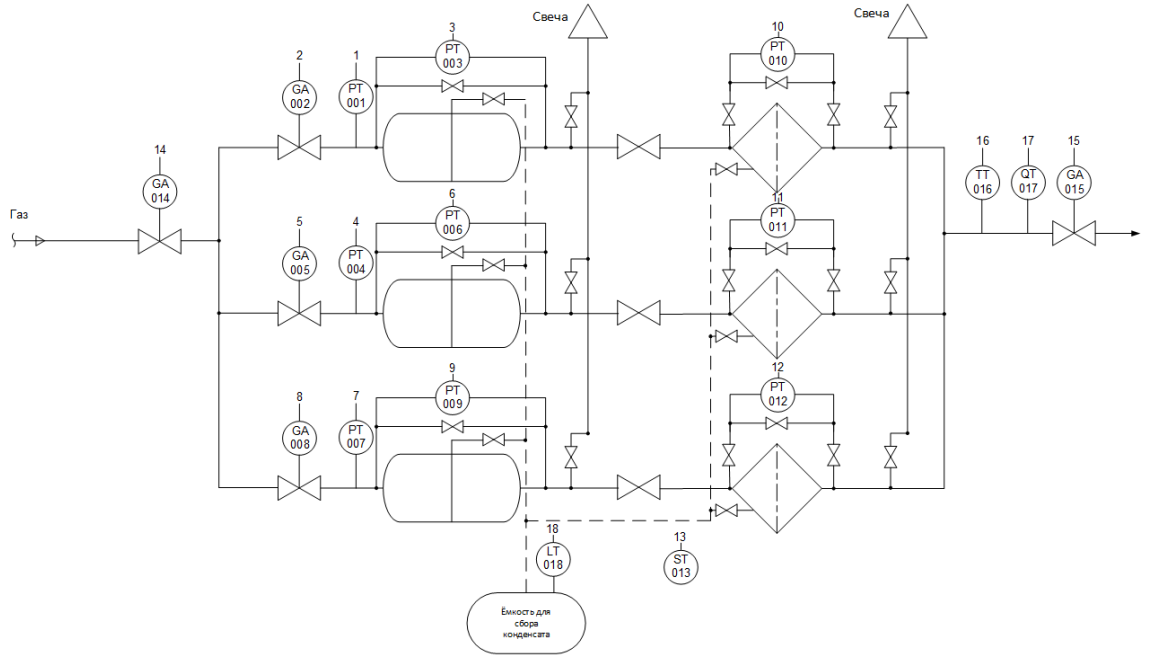 Свеча
Свеча
3
PT
003
10
PT
010
2
GA
002
1
PT
001
14
GA
014
16
TT
016
17
QT
017
15
GA
015
Газ
6
PT
006
11
PT
011
5
GA
005
4
PT
004
9
PT
009
12
PT
012
8
GA
008
7
PT
007
18
LT
018
13
ST
013
Ёмкость для
сбора
конденсата